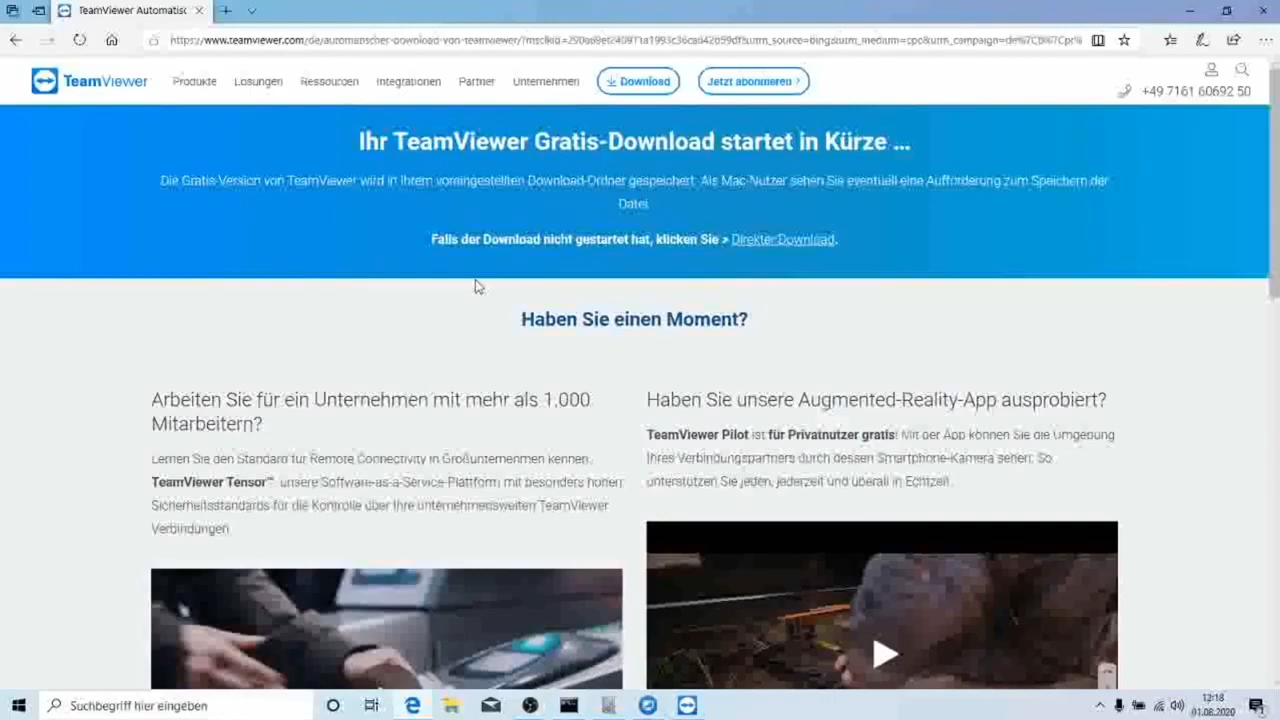 TeamViewer Automatisc
https://www.teamviewer.com/de/automatischer-download-von-teamviewer/
TeamViewer Produkte Lösungen Ressourcen Integrationen Partner Unternehmen Download Jetzt abonnieren
+49 7161 60692 50
Ihr TeamViewer Gratis-Download startet in Kürze ...
Die Gratis-Version von TeamViewer wird in Ihrem voreingestellten Download-Ordner gespeichert. Als Mac-Nutzer sehen Sie eventuell eine Aufforderung zum Speichern der
Datei.
Falls der Download nicht gestartet hat, klicken Sie > Direkter Download.
Haben Sie einen Moment?
Arbeiten Sie für ein Unternehmen mit mehr als 1.000
Mitarbeitern?
Lernen Sie den Standard für Remote Connectivity in Großunternehmen kennen.
TeamViewer Tensor™: unsere Software-as-a-Service-Plattform mit besonders hohen
Sicherheitsstandards für die Kontrolle über Ihre unternehmensweiten TeamViewer
Verbindungen.
Haben Sie unsere Augmented-Reality-App ausprobiert?
TeamViewer Pilot ist für Privatnutzer gratis! Mit der App können Sie die Umgebung
Ihres Verbindungspartners durch dessen Smartphone-Kamera sehen. So
unterstützen Sie jeden, jederzeit und überall in Echtzeit.
Suchbegriff hier eingeben
12:18
01.08.2020